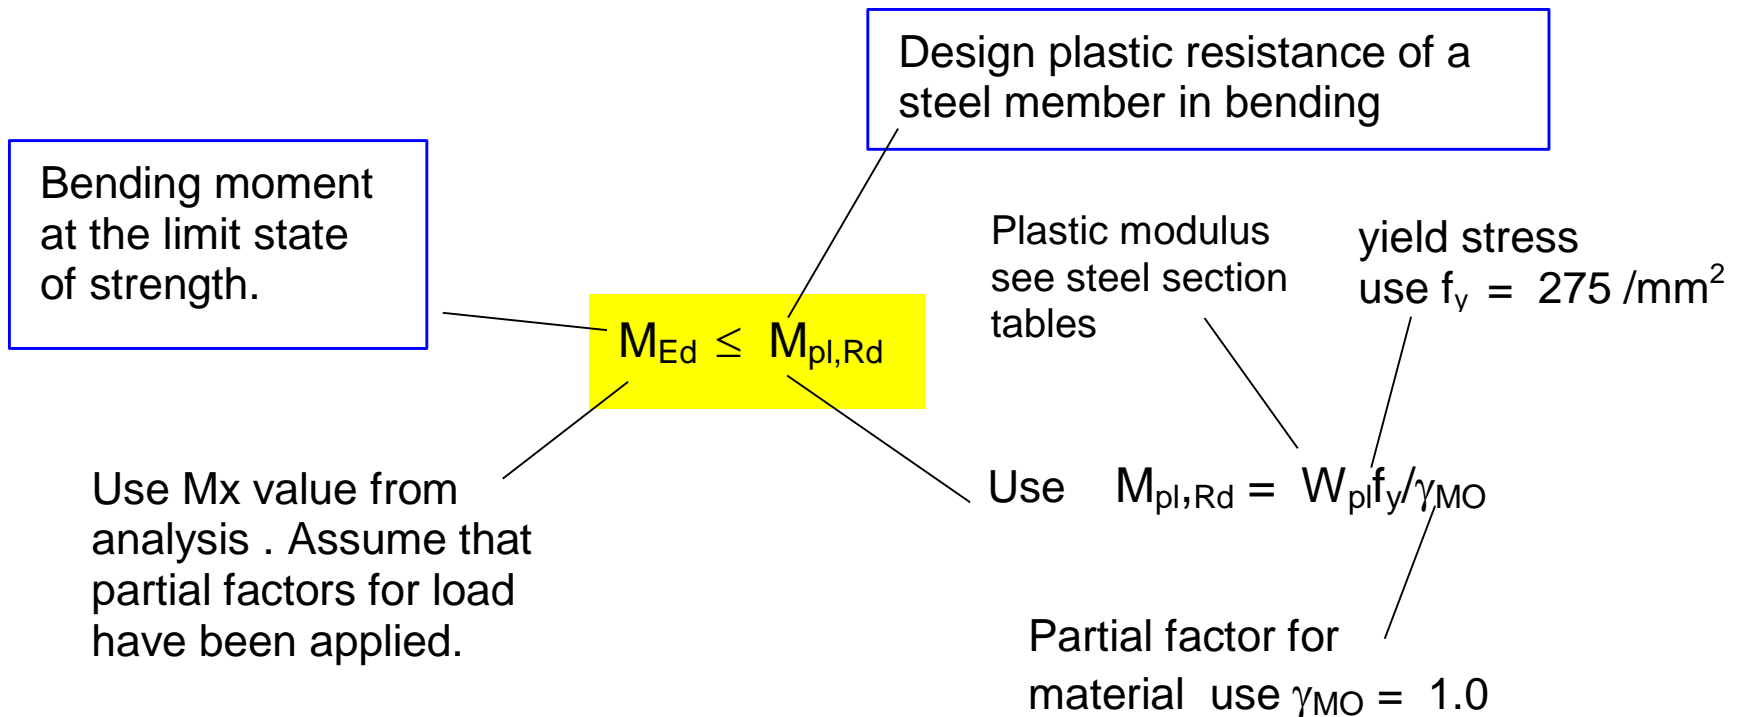 Design plastic resistance of a
steel member in bending
Bending moment
at the limit state
of strength.
Plastic modulus
see steel section
tables
yield stress
use fy = 275 /mm2
MEd ≤ Mpl,Rd
Use Mx value from
analysis . Assume that
partial factors for load
have been applied.
Use Mpl,Rd = Wplfy/γMO
Partial factor for
material use γMO = 1.0